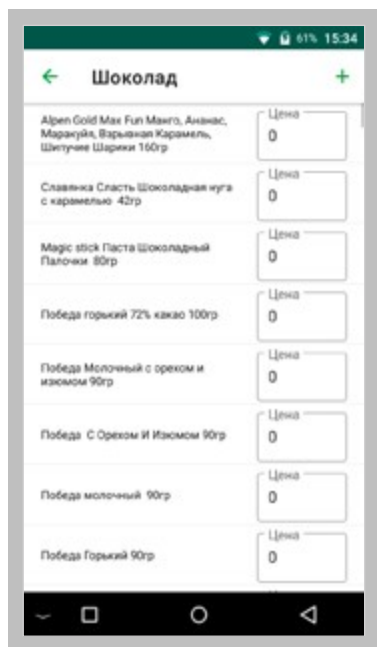 61% 15:34
Шоколад
Alpen Gold Max Fun Манго, Ананас,
Маракуйя, Взрывная Карамель,
Шипучие Шарики 160гр
Цена
0
Славянка Сласть Шоколадная нуга
с карамелью 42гр
Цена
0
Magic stick Паста Шоколадный
Палочки 80гр
Цена
0
Победа горький 72% какао 100гр
Цена
0
Победа Молочный с орехом и
изюмом 90гр
Цена
0
Победа С Орехом И Изюмом 90гр
Цена
0
Победа молочный 90гр
Цена
0
Победа Горький 90гр
Цена
0